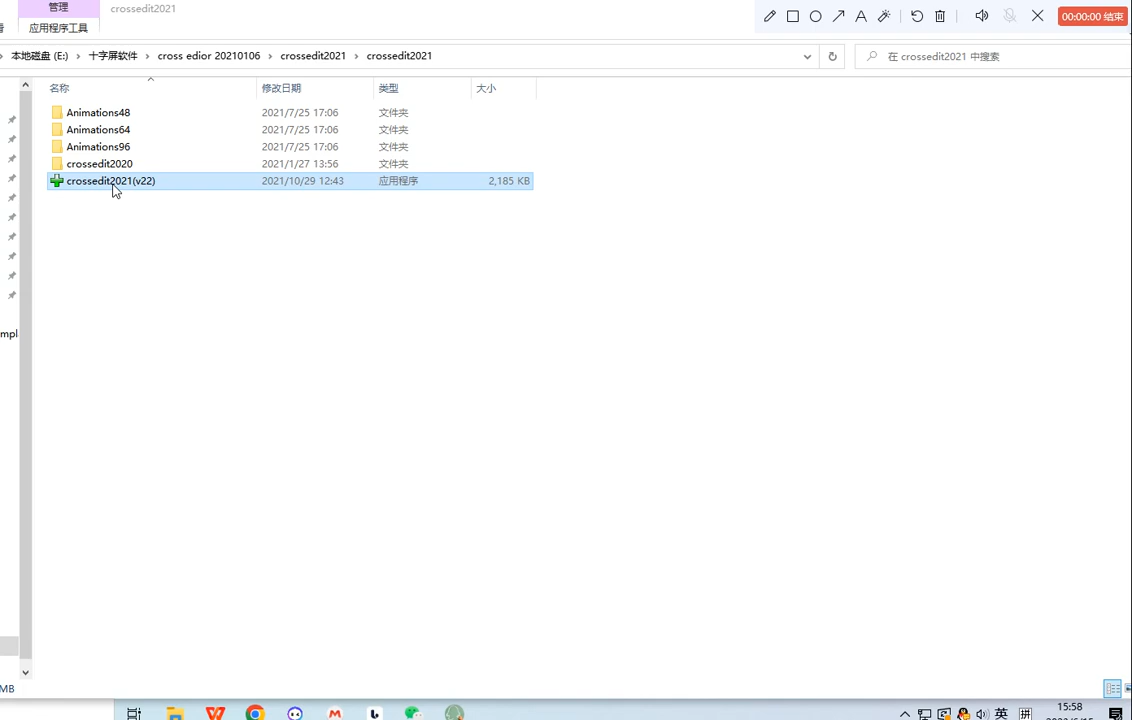 管理
crossedit2021
应用程序工具
00:00:00 结束
本地磁盘 (E:) › 十字屏软件 › cross edior 20210106 › crossedit2021 › crossedit2021
在 crossedit2021 中搜索
名称 修改日期 类型 大小
Animations48 2021/7/25 17:06 文件夹
Animations64 2021/7/25 17:06 文件夹
Animations96 2021/7/25 17:06 文件夹
crossedit2020 2021/1/27 13:56 文件夹
crossedit2021(v22) 2021/10/29 12:43 应用程序 2,185 KB
mpl
MB
英 拼 15:58